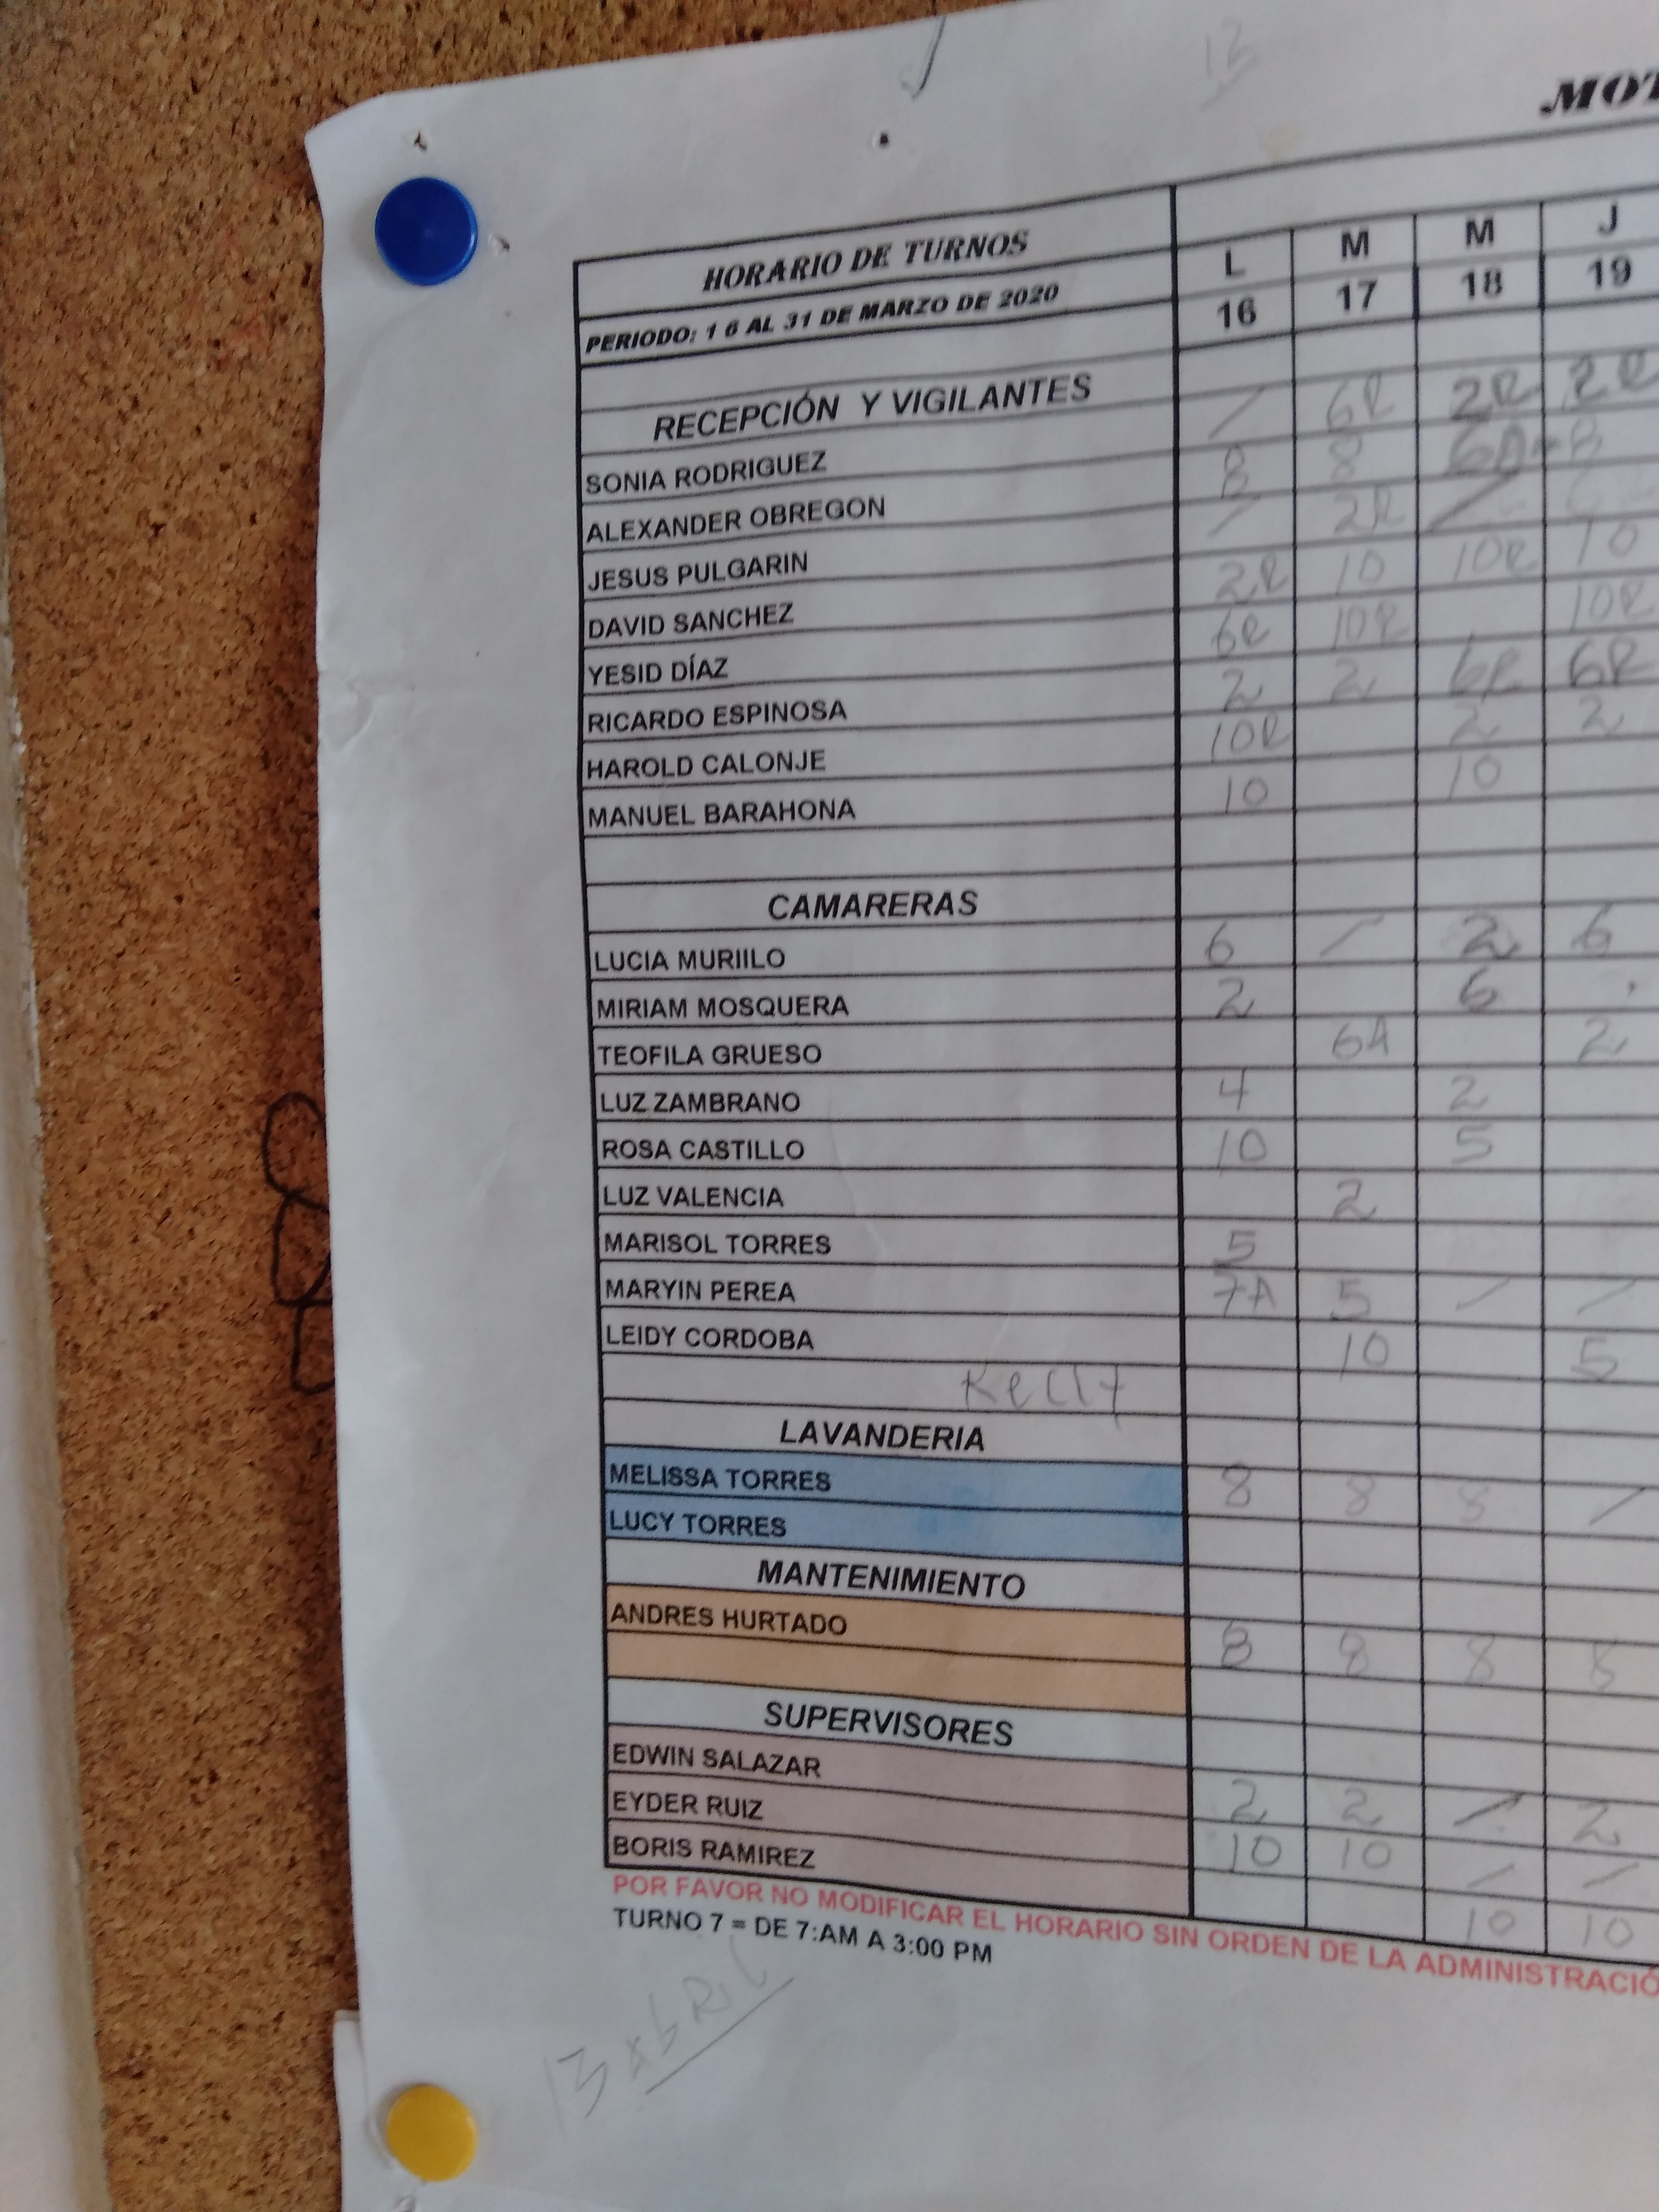 12
MOT
HORARIO DE TURNOS L M M J
PERIODO: 1 6 AL 31 DE MARZO DE 2020 16 17 18 19
RECEPCIÓN Y VIGILANTES
SONIA RODRIGUEZ / 6R 2R 2R
ALEXANDER OBREGON 8 8 6A-8
JESUS PULGARIN / 2R /
DAVID SANCHEZ 2R 10 10R 10
YESID DÍAZ 6R 10R 10R
RICARDO ESPINOSA 2 2 6R 6R
HAROLD CALONJE 10R 2 2
MANUEL BARAHONA 10 10
CAMARERAS
LUCIA MURIILO 6 / 2 6
MIRIAM MOSQUERA 2 6
TEOFILA GRUESO 6A 2
LUZ ZAMBRANO 4 2
ROSA CASTILLO 10 5
LUZ VALENCIA 2
MARISOL TORRES 5
MARYIN PEREA 7A 5 / /
LEIDY CORDOBA 10 5
Kelly
LAVANDERIA
MELISSA TORRES 8 8 8 /
LUCY TORRES
MANTENIMIENTO
ANDRES HURTADO 8 8 8 8
SUPERVISORES
EDWIN SALAZAR 2 2 / 2
EYDER RUIZ 10 10 / /
BORIS RAMIREZ 10 10
POR FAVOR NO MODIFICAR EL HORARIO SIN ORDEN DE LA ADMINISTRACIÓ
TURNO 7 = DE 7:AM A 3:00 PM